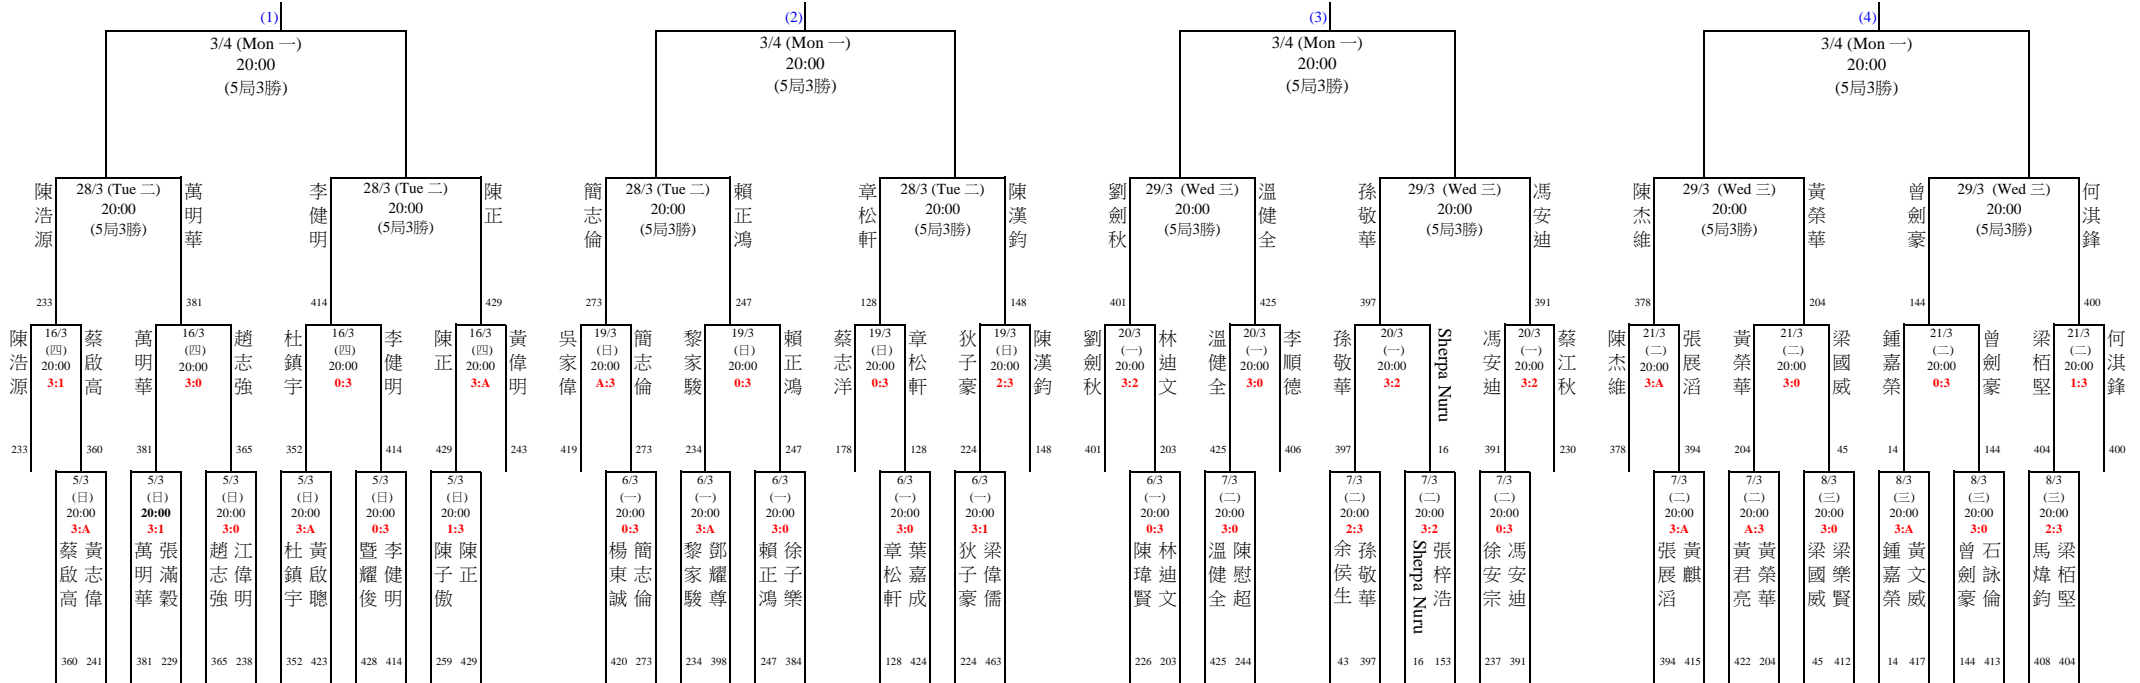 (1) (2) (3) (4)
3/4 (Mon 一) 3/4 (Mon 一) 3/4 (Mon 一) 3/4 (Mon 一)
20:00 20:00 20:00 20:00
(5局3勝) (5局3勝) (5局3勝) (5局3勝)
陳浩源 28/3 (Tue 二) 20:00 (5局3勝) 萬明華
李健明 28/3 (Tue 二) 20:00 (5局3勝) 陳正
簡志倫 28/3 (Tue 二) 20:00 (5局3勝) 賴正鴻
章松軒 28/3 (Tue 二) 20:00 (5局3勝) 陳漢鈞
劉劍秋 29/3 (Wed 三) 20:00 (5局3勝) 溫健全
孫敬華 29/3 (Wed 三) 20:00 (5局3勝) 馮安迪
陳杰維 29/3 (Wed 三) 20:00 (5局3勝) 黃榮華
曾劍豪 29/3 (Wed 三) 20:00 (5局3勝) 何淇鋒
233 381 414 429 273 247 128 148 401 425 397 391 378 204 144 400
陳浩源 16/3 (四) 20:00 3:1 蔡啟高
萬明華 16/3 (四) 20:00 3:0 趙志強
杜鎮宇 16/3 (四) 20:00 0:3 李健明
陳正 16/3 (四) 20:00 3:A 黃偉明
吳家偉 19/3 (日) 20:00 A:3 簡志倫
黎家駿 19/3 (日) 20:00 0:3 賴正鴻
蔡志洋 19/3 (日) 20:00 0:3 章松軒
狄子豪 19/3 (日) 20:00 2:3 陳漢鈞
劉劍秋 20/3 (一) 20:00 3:2 林迪文
溫健全 20/3 (一) 20:00 3:0 李順德
孫敬華 20/3 (一) 20:00 3:2 Sherpa Nuru
馮安迪 20/3 (一) 20:00 3:2 蔡江秋
陳杰維 21/3 (二) 20:00 3:A 張展滔
黃榮華 21/3 (二) 20:00 3:0 梁國威
鍾嘉榮 21/3 (二) 20:00 0:3 曾劍豪
梁栢堅 21/3 (二) 20:00 1:3 何淇鋒
233 360 381 365 352 414 429 243 419 273 234 247 178 128 224 148 401 203 425 406 397 16 391 230 378 394 204 45 14 144 404 400
5/3 (日) 20:00 3:A 蔡啟高 黃志偉
5/3 (日) 20:00 3:1 萬明華 張滿穀
5/3 (日) 20:00 3:0 趙志強 江偉明
5/3 (日) 20:00 3:A 杜鎮宇 黃啟聰
5/3 (日) 20:00 0:3 暨耀俊 李健明
5/3 (日) 20:00 1:3 陳子傲 陳正
6/3 (一) 20:00 0:3 楊東誠 簡志倫
6/3 (一) 20:00 3:A 黎家駿 鄧耀尊
6/3 (一) 20:00 3:0 賴正鴻 徐子樂
6/3 (一) 20:00 3:0 章松軒 葉嘉成
6/3 (一) 20:00 3:1 狄子豪 梁偉儒
6/3 (一) 20:00 0:3 陳瑋賢 林迪文
7/3 (二) 20:00 3:0 溫健全 陳慰超
7/3 (二) 20:00 2:3 余侯生 孫敬華
7/3 (二) 20:00 3:2 Sherpa Nuru 張梓浩
7/3 (二) 20:00 0:3 徐安宗 馮安迪
7/3 (二) 20:00 3:A 張展滔 黃麒
7/3 (二) 20:00 A:3 黃君亮 黃榮華
8/3 (三) 20:00 3:0 梁國威 梁樂賢
8/3 (三) 20:00 3:A 鍾嘉榮 黃文威
8/3 (三) 20:00 3:0 曾劍豪 石詠倫
8/3 (三) 20:00 2:3 馬煒鈞 梁栢堅
360 241 381 229 365 238 352 423 428 414 259 429 420 273 234 398 247 384 128 424 224 463 226 203 425 244 43 397 16 153 237 391 394 415 422 204 45 412 14 417 144 413 408 404